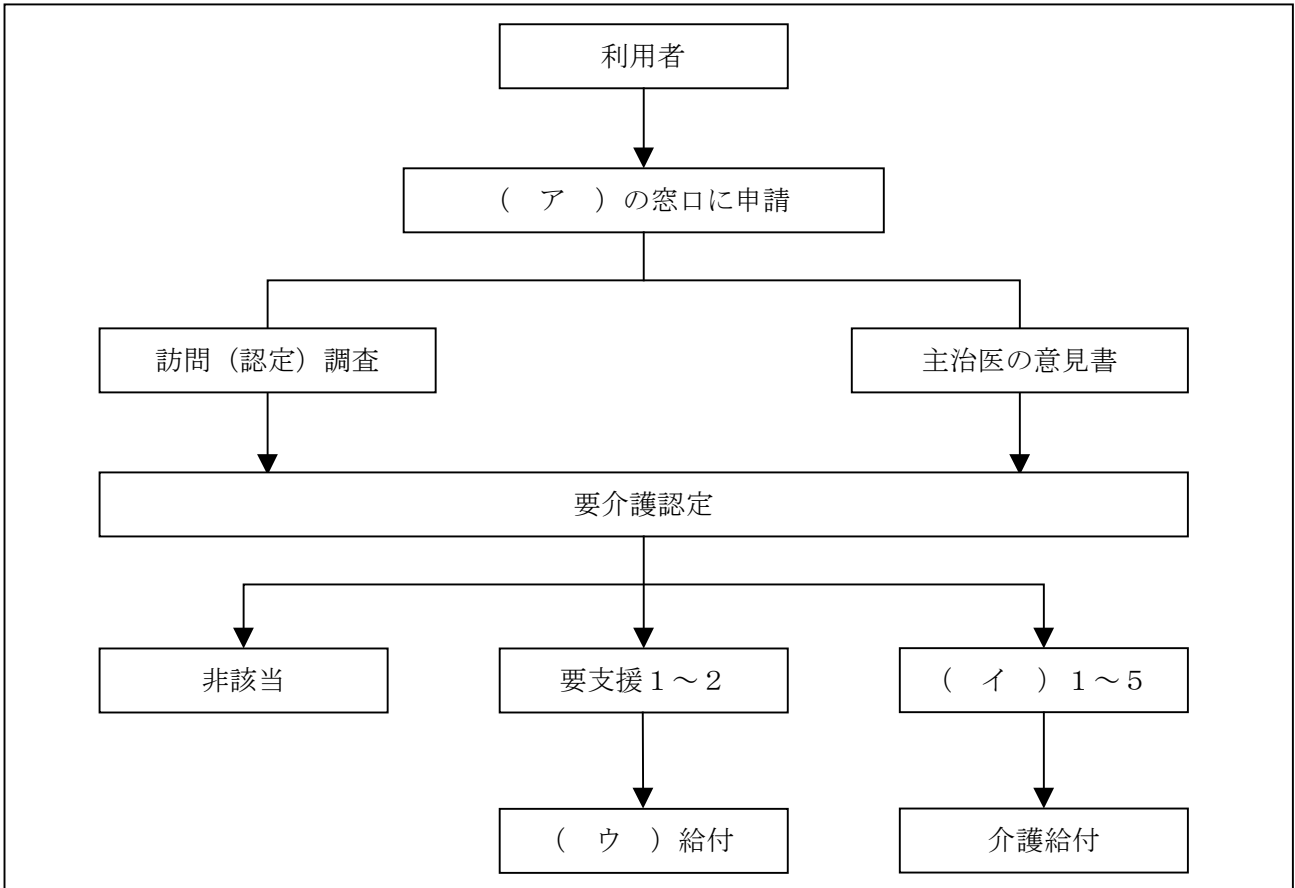 利用者
（　ア　）の窓口に申請
訪問（認定）調査
主治医の意見書
要介護認定
非該当
要支援１～２
（　イ　）１～５
（　ウ　）給付
介護給付